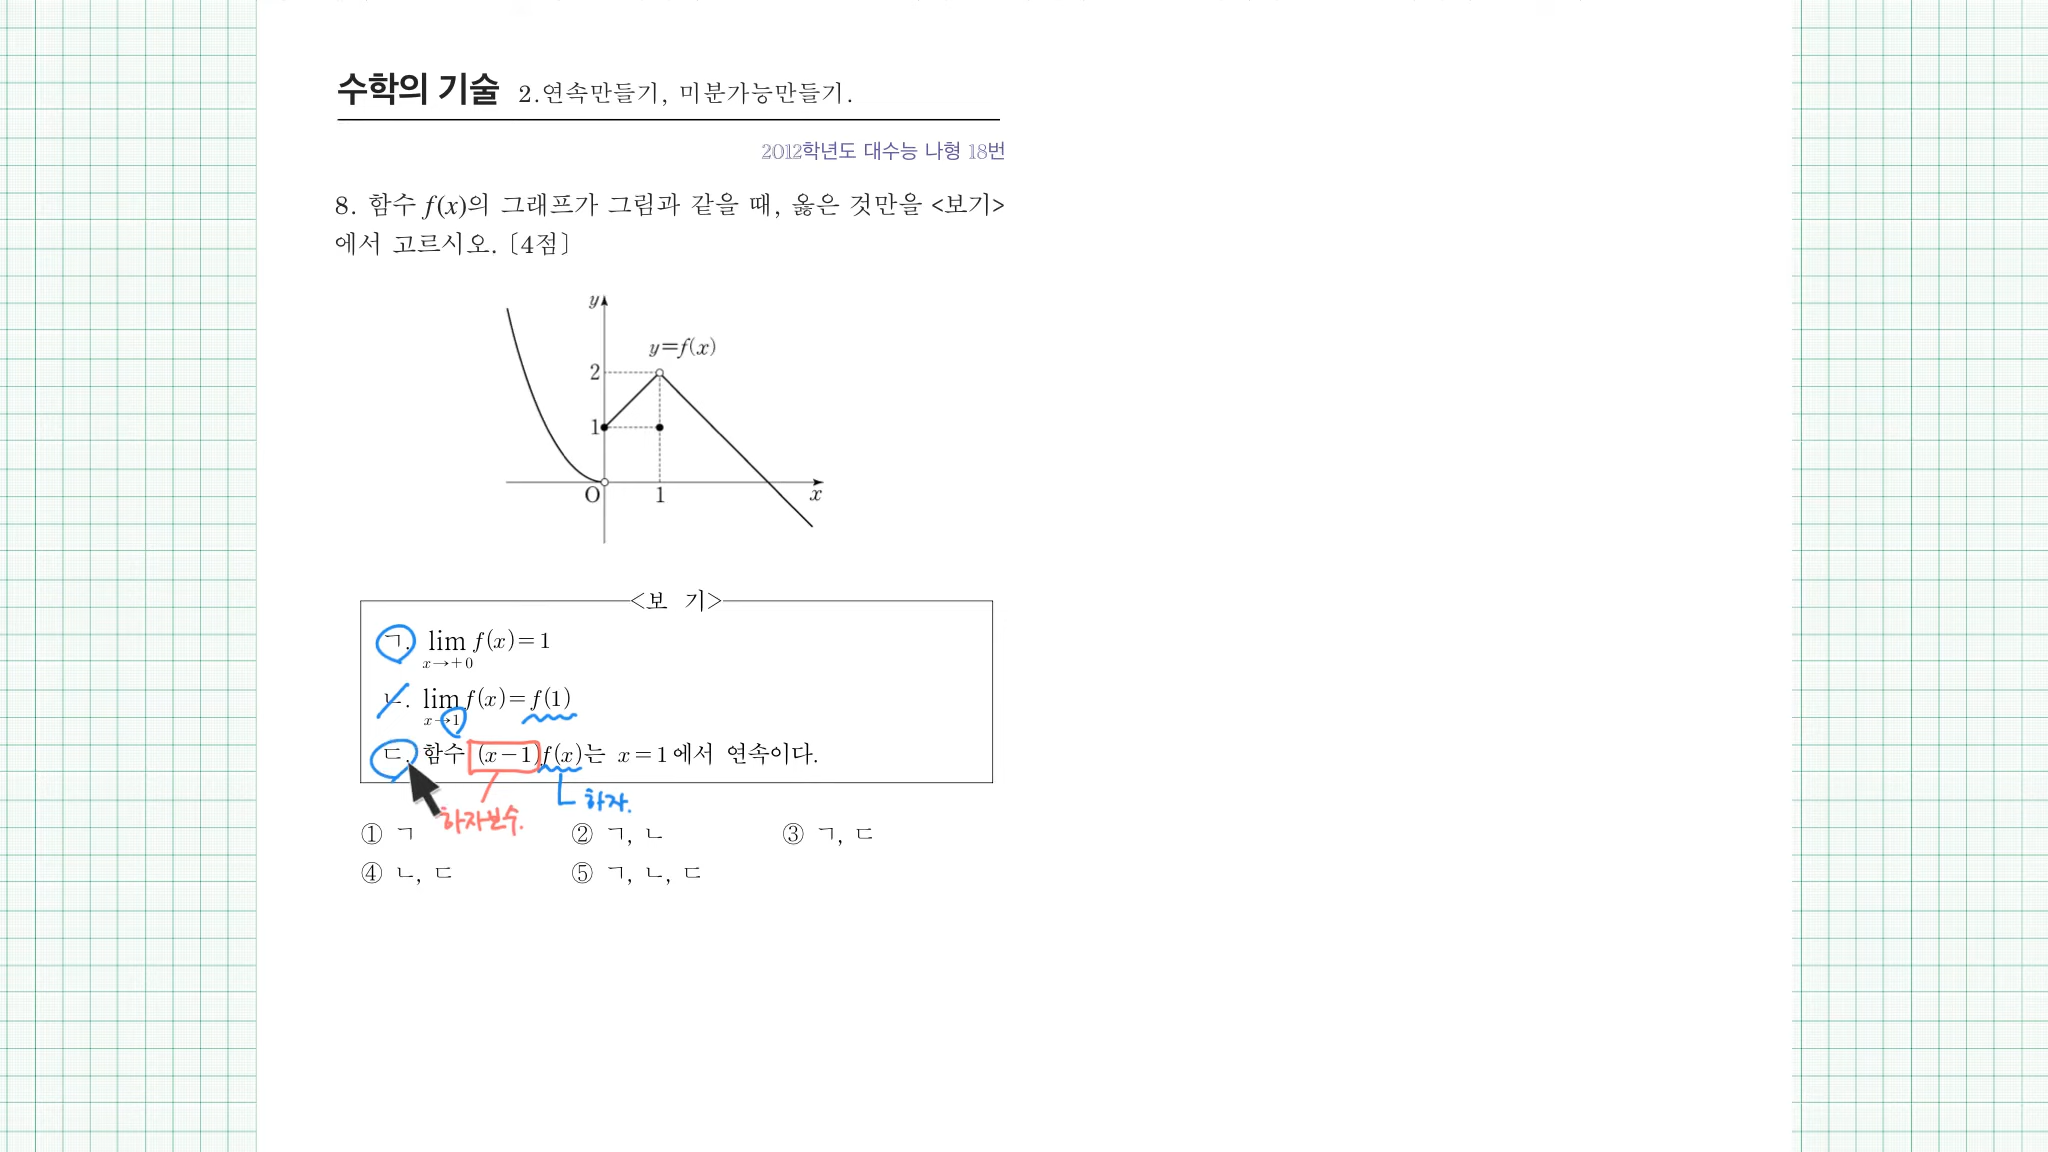 수학의 기술 2.연속만들기, 미분가능만들기.
2012학년도 대수능 나형 18번
8. 함수 f(x)의 그래프가 그림과 같을 때, 옳은 것만을 <보기>
에서 고르시오. 〔4점〕
y
y=f(x)
2
1
O 1 x
<보 기>
ㄱ. lim f(x)=1
x→+0
ㄴ. lim f(x)=f(1)
x→1
ㄷ. 함수 (x-1)f(x)는 x=1에서 연속이다.
하자.
하자보수.
① ㄱ ② ㄱ, ㄴ ③ ㄱ, ㄷ
④ ㄴ, ㄷ ⑤ ㄱ, ㄴ, ㄷ